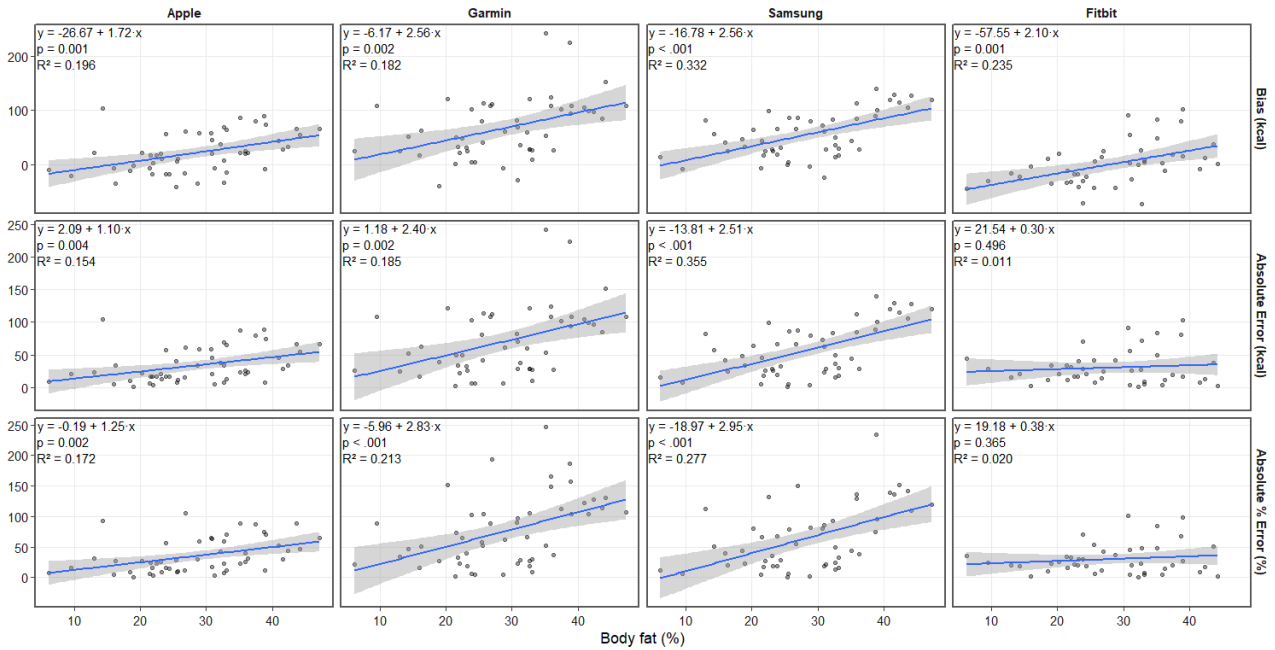 Apple
Garmin
Samsung
Fitbit
y = -26.67 + 1.72·x
p = 0.001
R² = 0.196
y = -6.17 + 2.56·x
p = 0.002
R² = 0.182
y = -16.78 + 2.56·x
p < .001
R² = 0.332
y = -57.55 + 2.10·x
p = 0.001
R² = 0.235
200
100
0
Bias (kcal)
y = 2.09 + 1.10·x
p = 0.004
R² = 0.154
y = 1.18 + 2.40·x
p = 0.002
R² = 0.185
y = -13.81 + 2.51·x
p < .001
R² = 0.355
y = 21.54 + 0.30·x
p = 0.496
R² = 0.011
250
200
150
100
50
0
Absolute Error (kcal)
y = -0.19 + 1.25·x
p = 0.002
R² = 0.172
y = -5.96 + 2.83·x
p < .001
R² = 0.213
y = -18.97 + 2.95·x
p < .001
R² = 0.277
y = 19.18 + 0.38·x
p = 0.365
R² = 0.020
250
200
150
100
50
0
Absolute % Error (%)
10 20 30 40
10 20 30 40
10 20 30 40
10 20 30 40
Body fat (%)